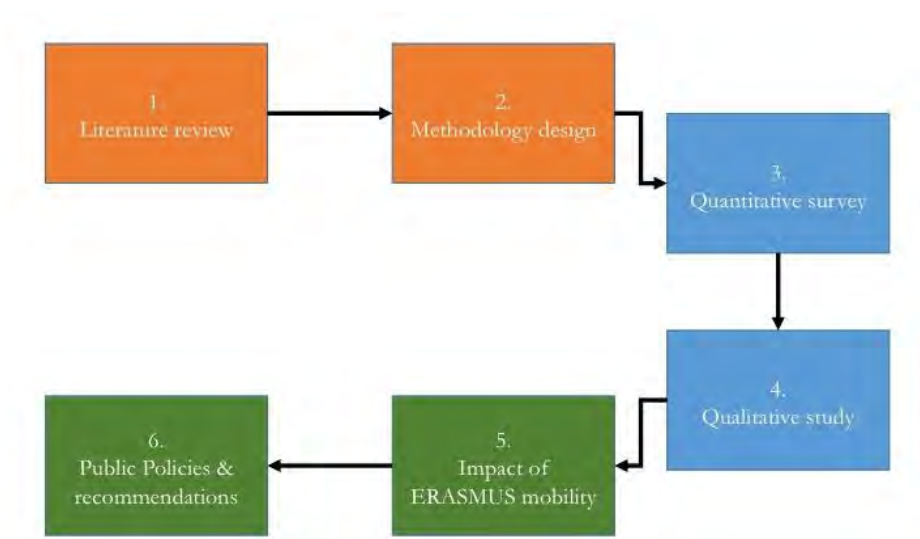 1.
Literature review
2.
Methodology design
3.
Quantitative survey
4.
Qualitative study
5.
Impact of
ERASMUS mobility
6.
Public Policies &
recommendations